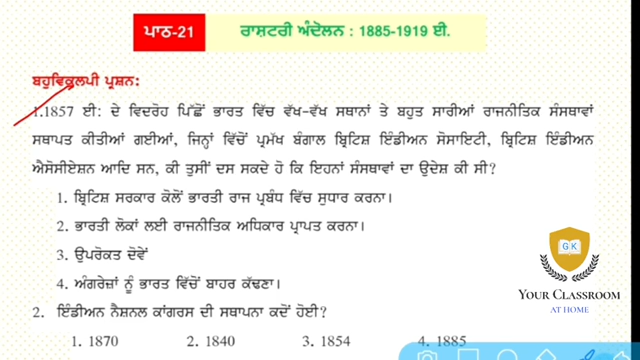 ਪਾਠ-21
ਰਾਸ਼ਟਰੀ ਅੰਦੋਲਨ : 1885-1919 ਈ.
ਬਹੁਵਿਕਲਪੀ ਪ੍ਰਸ਼ਨ:
1.1857 ਈ: ਦੇ ਵਿਦਰੋਹ ਪਿੱਛੋਂ ਭਾਰਤ ਵਿੱਚ ਵੱਖ-ਵੱਖ ਸਥਾਨਾਂ ਤੇ ਬਹੁਤ ਸਾਰੀਆਂ ਰਾਜਨੀਤਿਕ ਸੰਸਥਾਵਾਂ
ਸਥਾਪਤ ਕੀਤੀਆਂ ਗਈਆਂ, ਜਿਨ੍ਹਾਂ ਵਿੱਚੋਂ ਪ੍ਰਮੱਖ ਬੰਗਾਲ ਬ੍ਰਿਟਿਸ਼ ਇੰਡੀਅਨ ਸੋਸਾਇਟੀ, ਬ੍ਰਿਟਿਸ਼ ਇੰਡੀਅਨ
ਐਸੋਸੀਏਸ਼ਨ ਆਦਿ ਸਨ, ਕੀ ਤੁਸੀਂ ਦਸ ਸਕਦੇ ਹੋ ਕਿ ਇਹਨਾਂ ਸੰਸਥਾਵਾਂ ਦਾ ਉਦੇਸ਼ ਕੀ ਸੀ?
1. ਬ੍ਰਿਟਿਸ਼ ਸਰਕਾਰ ਕੋਲੋਂ ਭਾਰਤੀ ਰਾਜ ਪ੍ਰਬੰਧ ਵਿੱਚ ਸੁਧਾਰ ਕਰਨਾ।
2. ਭਾਰਤੀ ਲੋਕਾਂ ਲਈ ਰਾਜਨੀਤਿਕ ਅਧਿਕਾਰ ਪ੍ਰਾਪਤ ਕਰਨਾ।
3. ਉਪਰੋਕਤ ਦੋਵੇਂ
4. ਅੰਗਰੇਜ਼ਾਂ ਨੂੰ ਭਾਰਤ ਵਿੱਚੋਂ ਬਾਹਰ ਕੱਢਣਾ।
2. ਇੰਡੀਅਨ ਨੈਸ਼ਨਲ ਕਾਂਗਰਸ ਦੀ ਸਥਾਪਨਾ ਕਦੋਂ ਹੋਈ?
1. 1870 2. 1840 3. 1854 4. 1885
GK
YOUR CLASSROOM
AT HOME